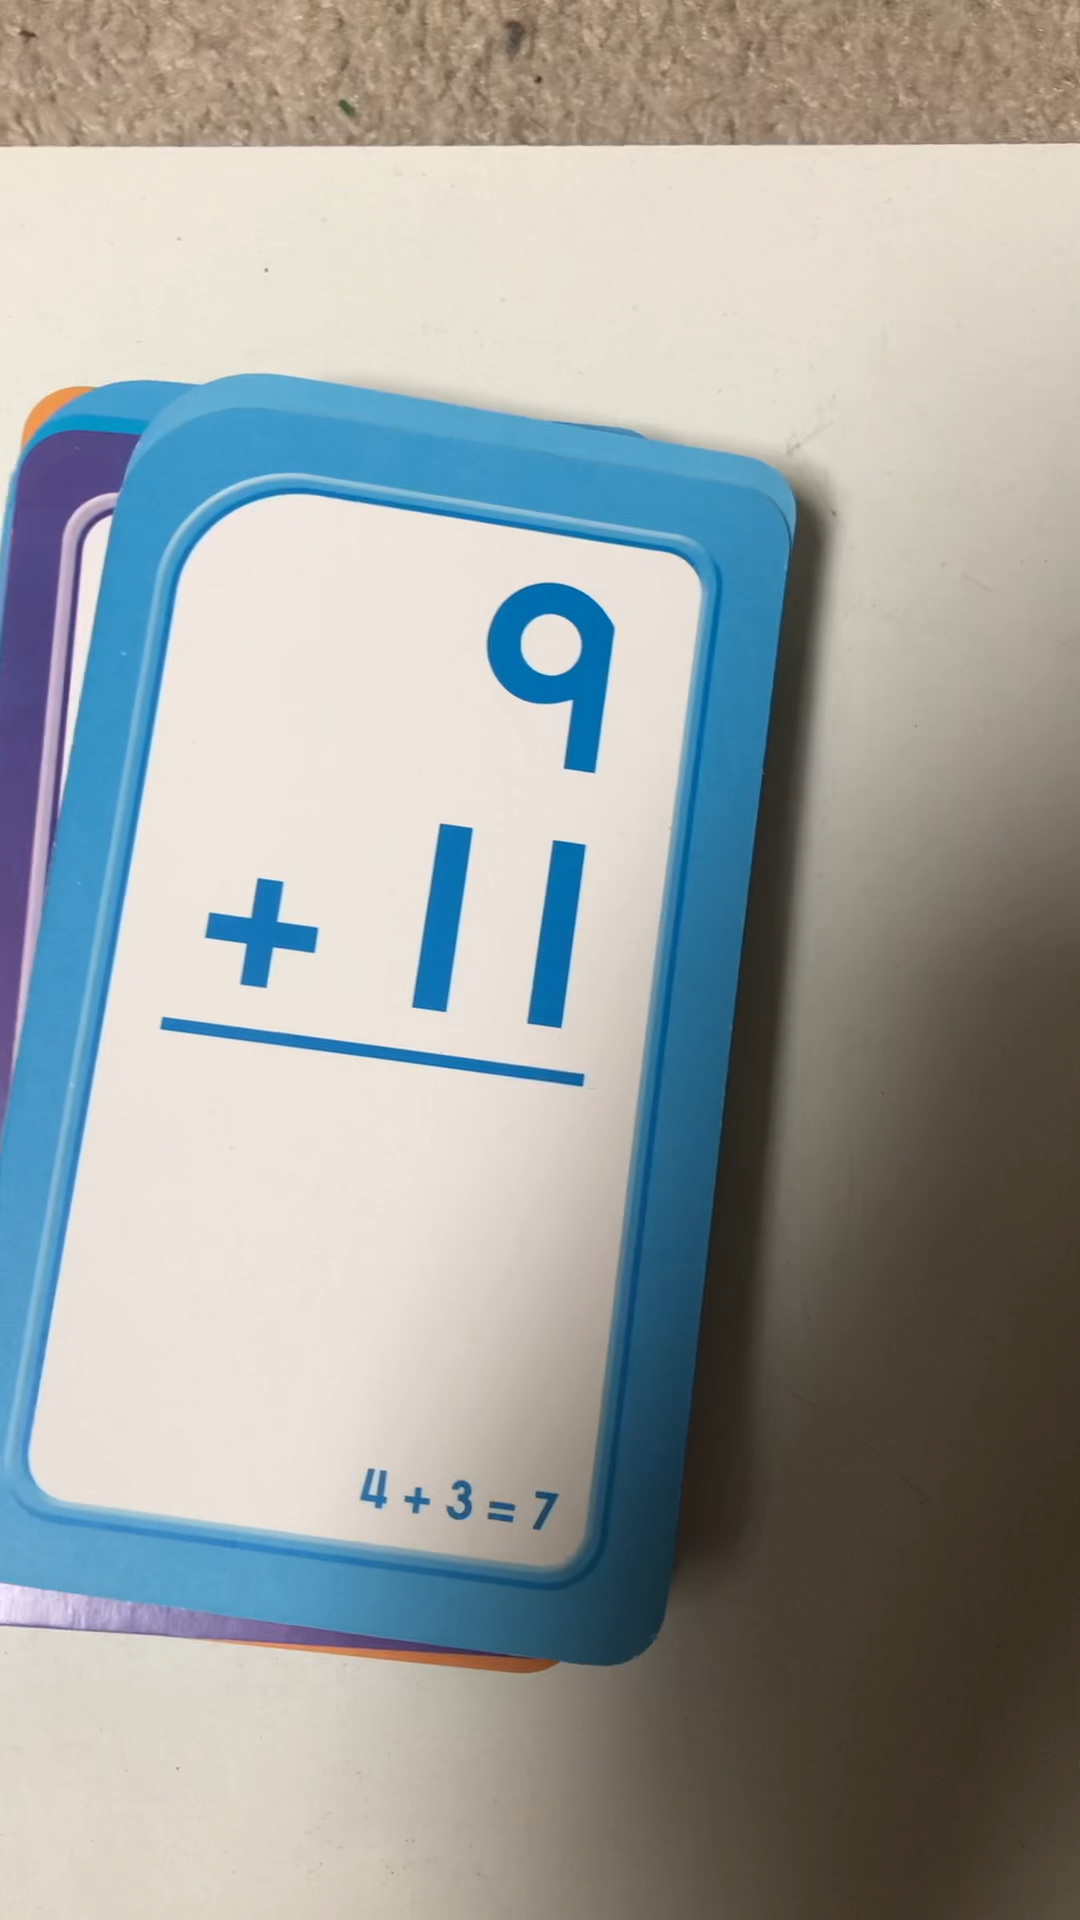 9
+ 11
4 + 3 = 7